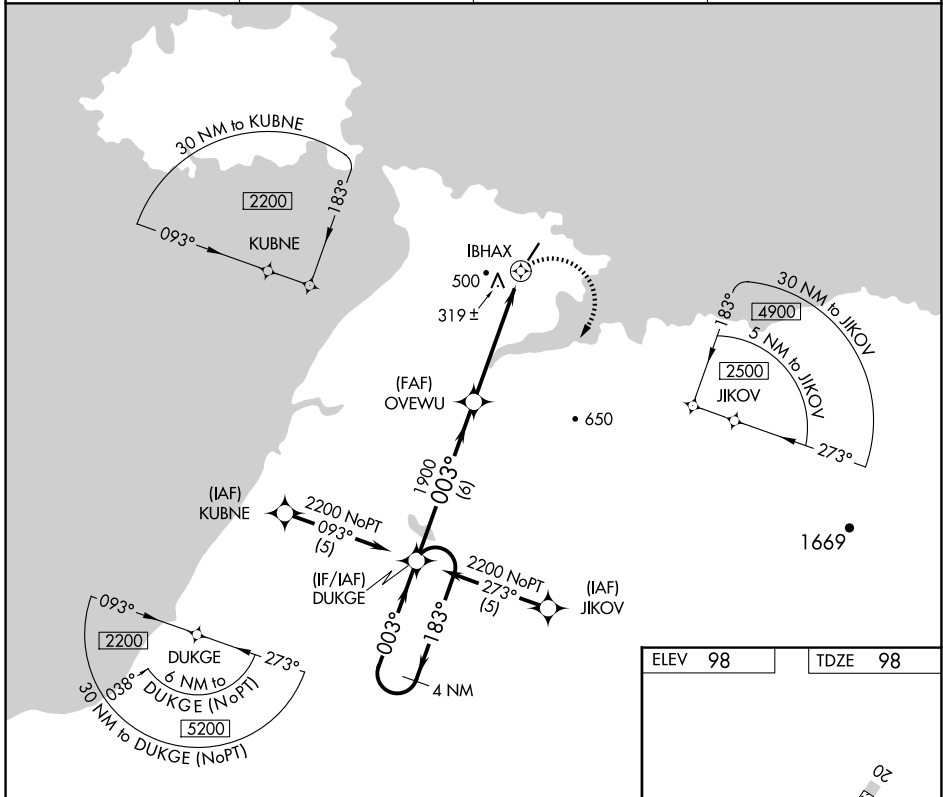 30 NM to KUBNE
2200
183°
093°
KUBNE
IBHAX
500
319 ±
30 NM to JIKOV
4900
183°
5 NM to JIKOV
2500
JIKOV
273°
(FAF)
OVEWU
650
1900
003°
(6)
(IAF)
KUBNE
2200 NoPT
093°
(5)
1669
(IF/IAF)
DUKGE
2200 NoPT
273°
(5)
(IAF)
JIKOV
003°
183°
4 NM
093°
2200
DUKGE
273°
6 NM to
DUKGE (NoPT)
038°
5200
30 NM to DUKGE (NoPT)
ELEV 98
TDZE 98
20